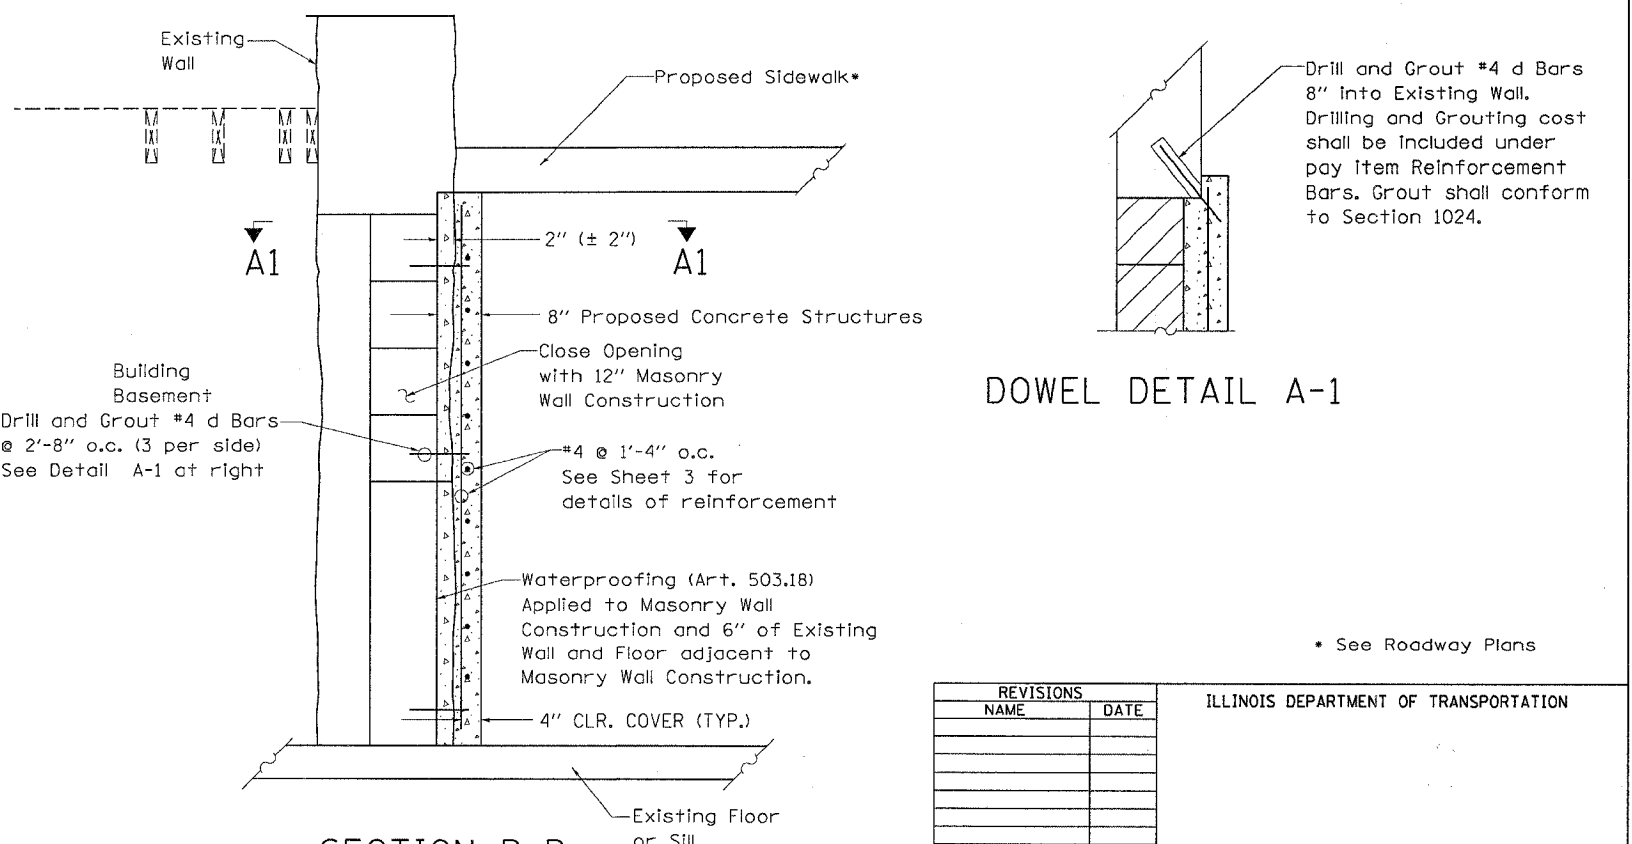 Existing
Wall
Proposed Sidewalk*
A1
A1
2" (± 2")
8" Proposed Concrete Structures
Close Opening
with 12" Masonry
Wall Construction
Building
Basement
Drill and Grout #4 d Bars
@ 2'-8" o.c. (3 per side)
See Detail A-1 at right
#4 @ 1'-4" o.c.
See Sheet 3 for
details of reinforcement
Waterproofing (Art. 503.18)
Applied to Masonry Wall
Construction and 6" of Existing
Wall and Floor adjacent to
Masonry Wall Construction.
4" CLR. COVER (TYP.)
Existing Floor
or Sill
Drill and Grout #4 d Bars
8" into Existing Wall.
Drilling and Grouting cost
shall be included under
pay item Reinforcement
Bars. Grout shall conform
to Section 1024.
DOWEL DETAIL A-1
* See Roadway Plans
REVISIONS
NAME DATE
ILLINOIS DEPARTMENT OF TRANSPORTATION